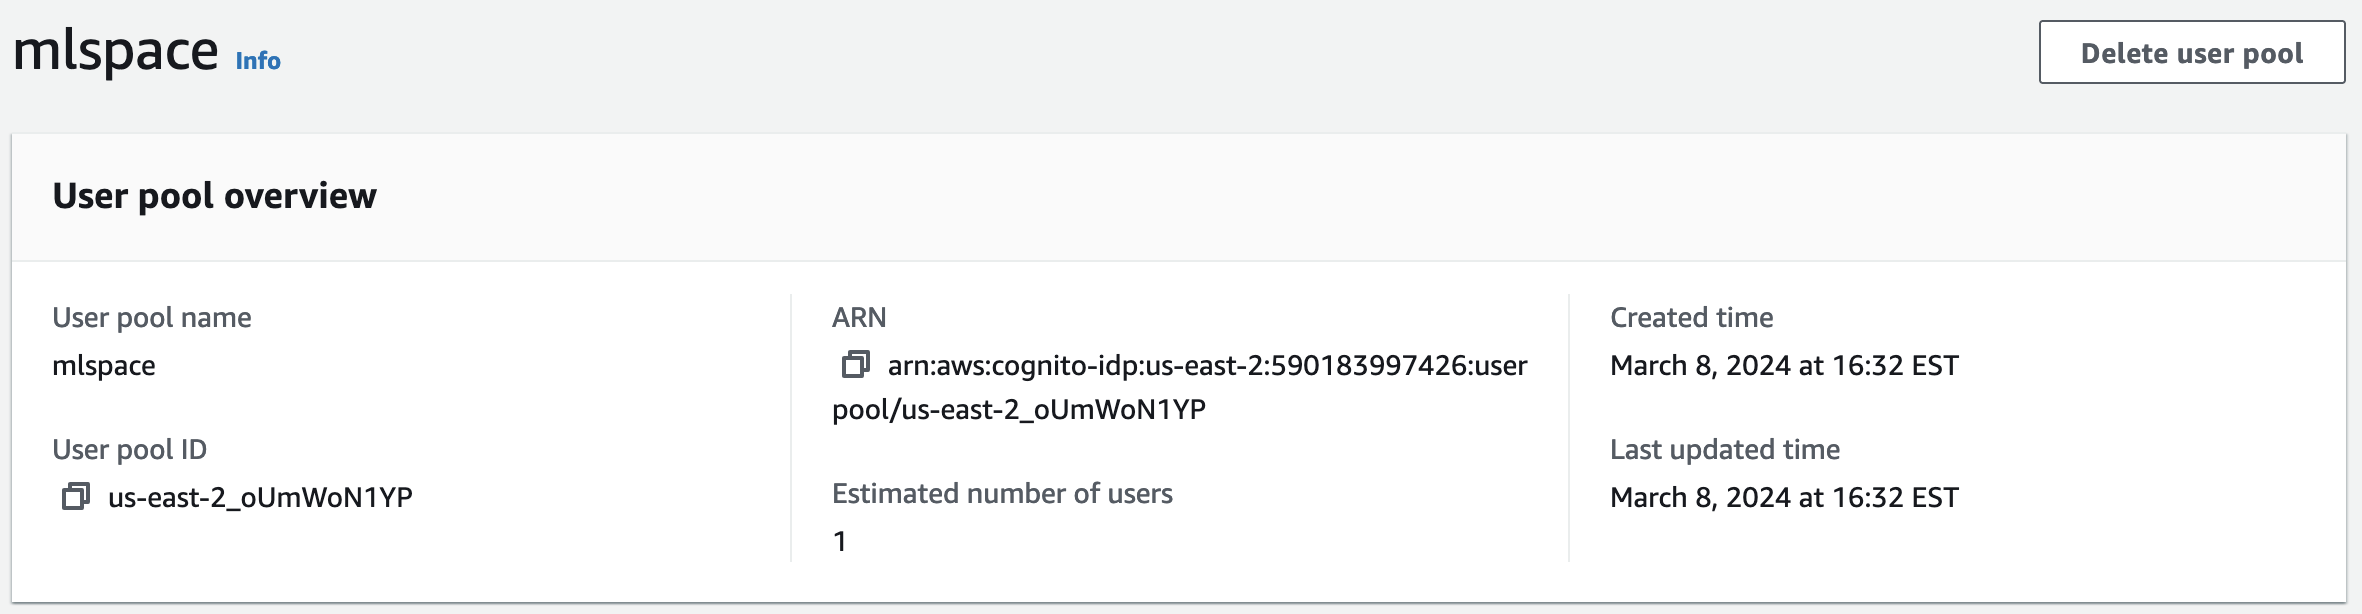 mlspace Info
Delete user pool
User pool overview
User pool name
mlspace
User pool ID
us-east-2_oUmWoN1YP
ARN
arn:aws:cognito-idp:us-east-2:590183997426:user
pool/us-east-2_oUmWoN1YP
Estimated number of users
1
Created time
March 8, 2024 at 16:32 EST
Last updated time
March 8, 2024 at 16:32 EST